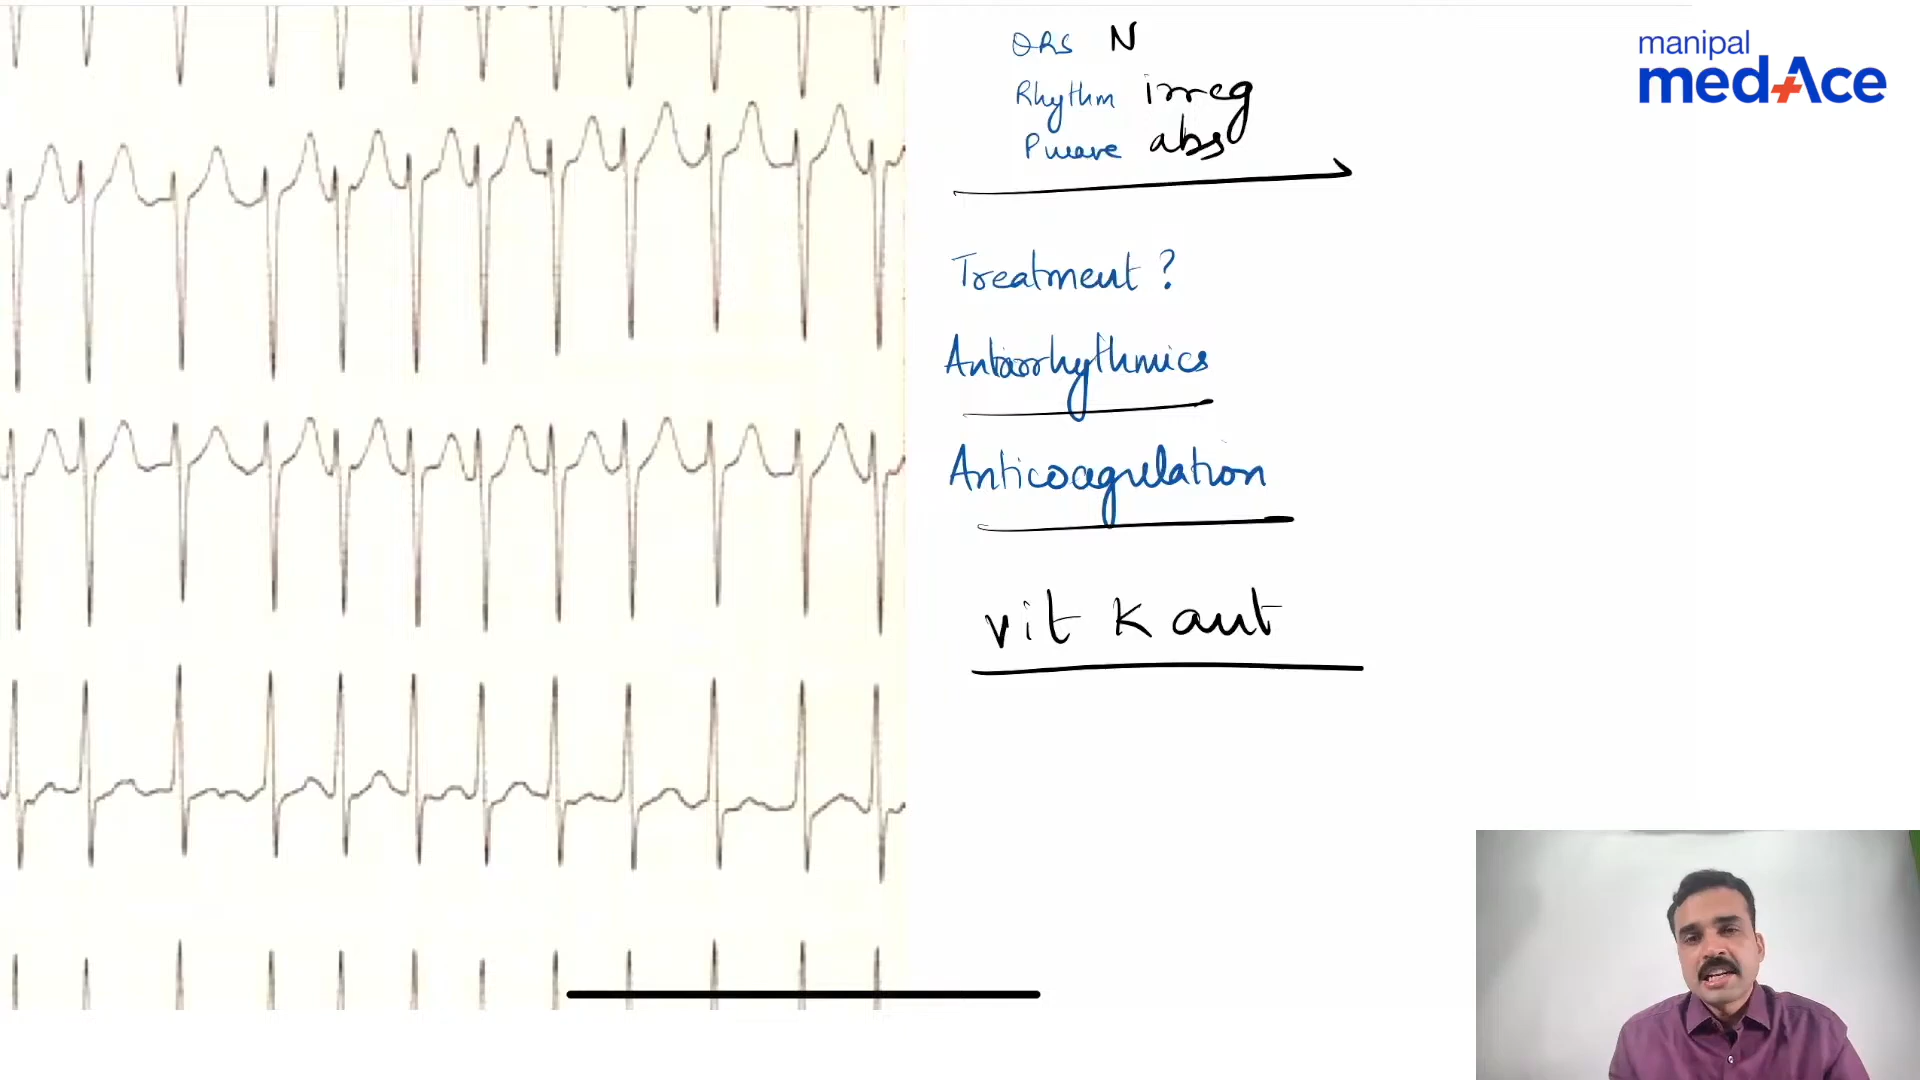 QRS N
Rhythm irreg
P wave abs
Treatment?
Antiarrhythmics
Anticoagulation
vit K ant
manipal
medAce